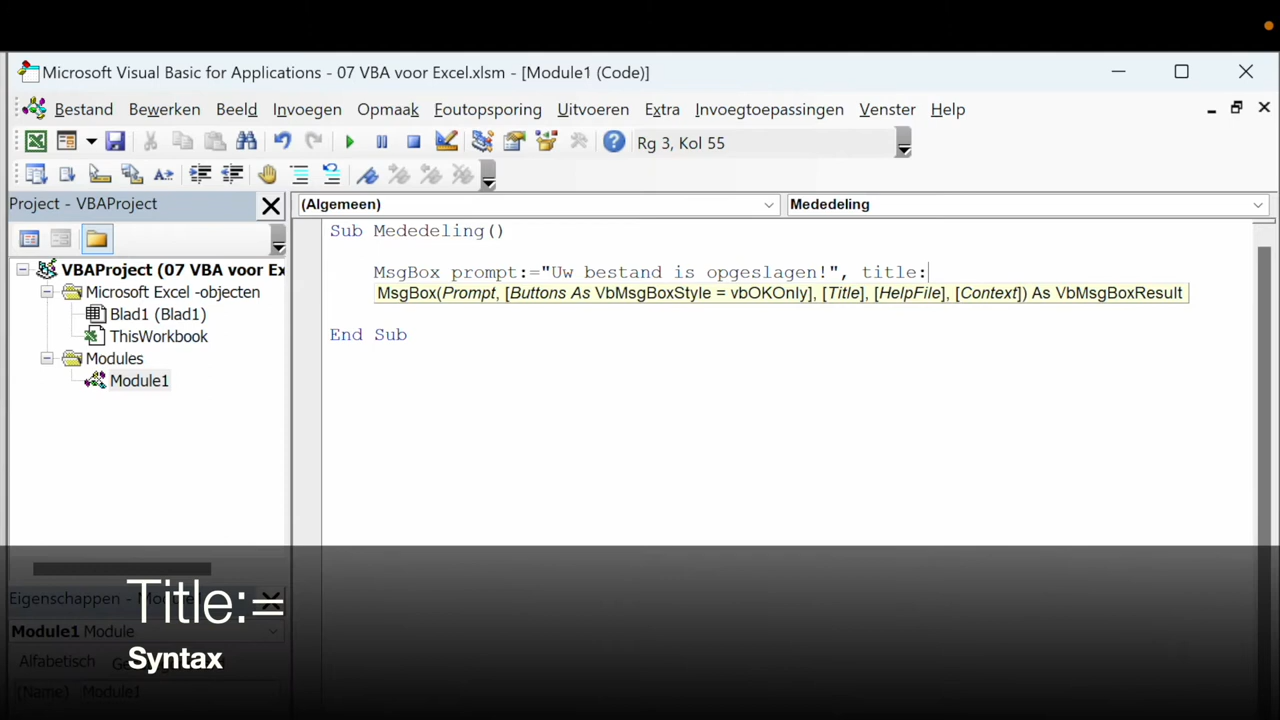 Microsoft Visual Basic for Applications - 07 VBA voor Excel.xlsm - [Module1 (Code)]
Bestand Bewerken Beeld Invoegen Opmaak Foutopsporing Uitvoeren Extra Invoegtoepassingen Venster Help
Rg 3, Kol 55
Project - VBAProject
(Algemeen)
Mededeling
VBAProject (07 VBA voor Ex
Microsoft Excel -objecten
Blad1 (Blad1)
ThisWorkbook
Modules
Module1
Sub Mededeling()
MsgBox prompt:="Uw bestand is opgeslagen!", title:
MsgBox(Prompt, [Buttons As VbMsgBoxStyle = vbOKOnly], [Title], [HelpFile], [Context]) As VbMsgBoxResult
End Sub
Title:=
Syntax
Eigenschappen -
Module1 Module
Alfabetisch
(Name) Module1